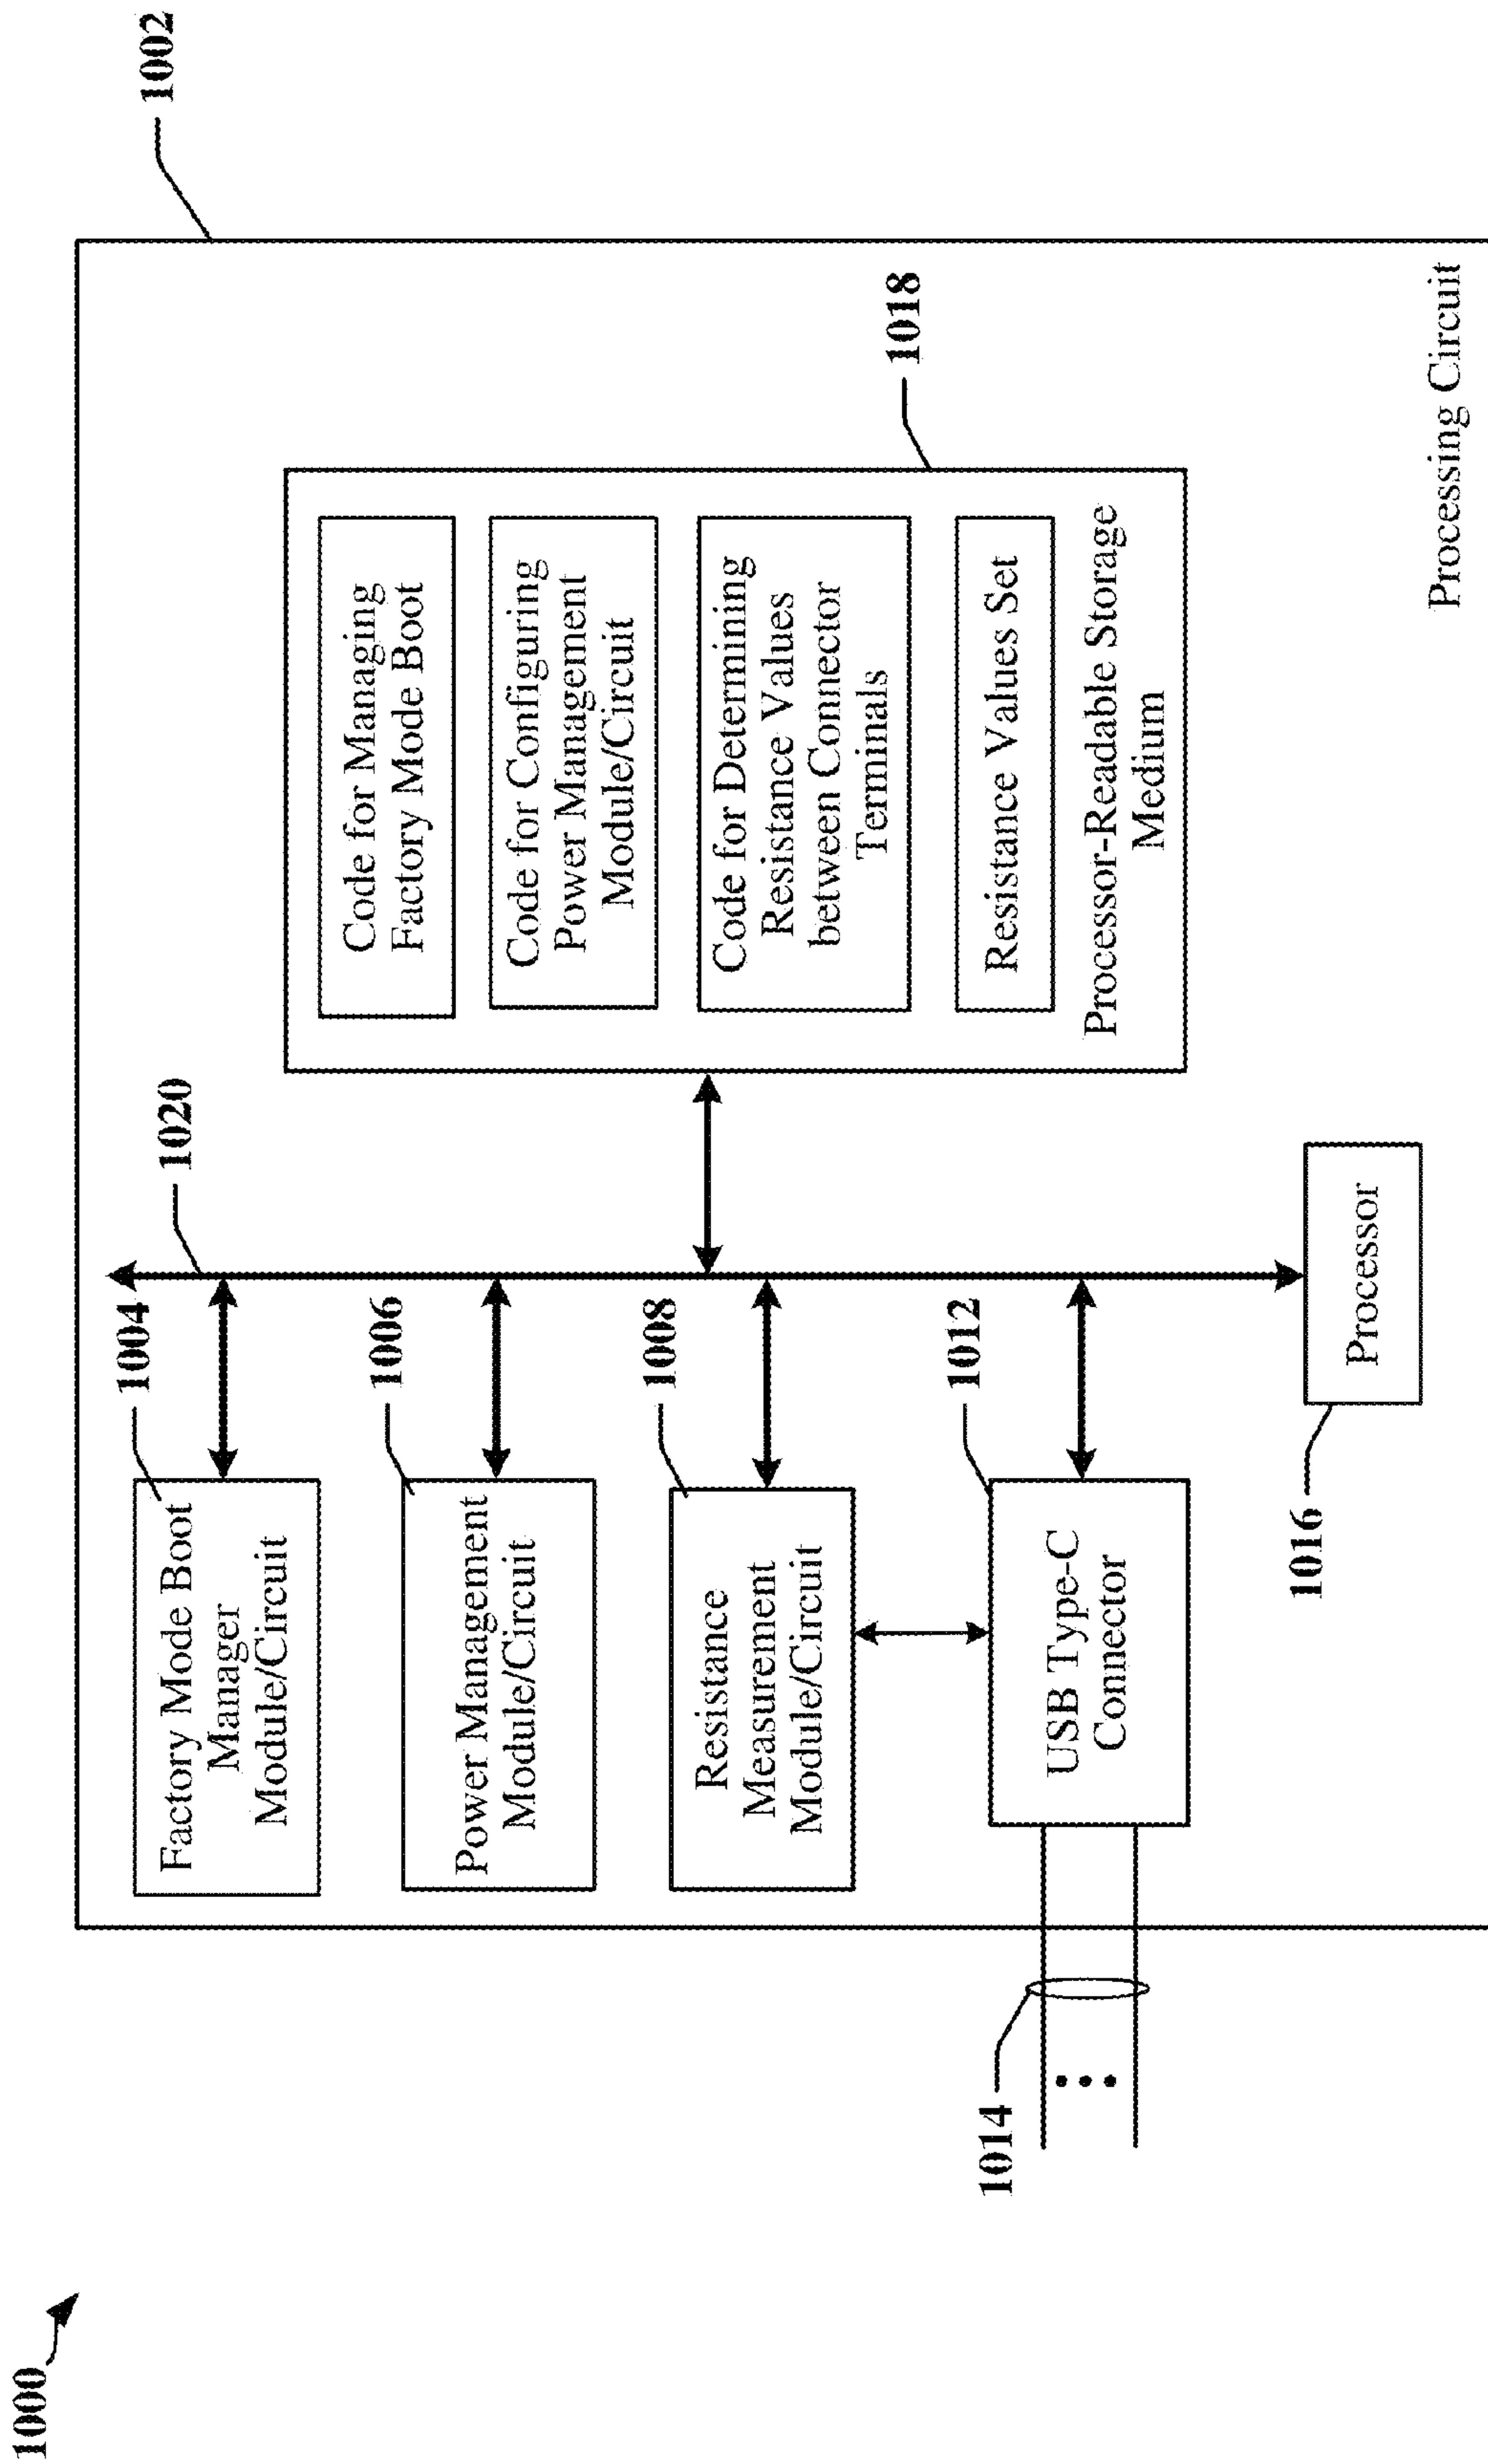 1000
1002
1004
Factory Mode Boot
Manager
Module/Circuit
1006
Power Management
Module/Circuit
1008
Resistance
Measurement
Module/Circuit
1012
USB Type-C
Connector
1014
1016
Processor
1020
1018
Code for Managing
Factory Mode Boot
Code for Configuring
Power Management
Module/Circuit
Code for Determining
Resistance Values
between Connector
Terminals
Resistance Values Set
Processor-Readable Storage
Medium
Processing Circuit